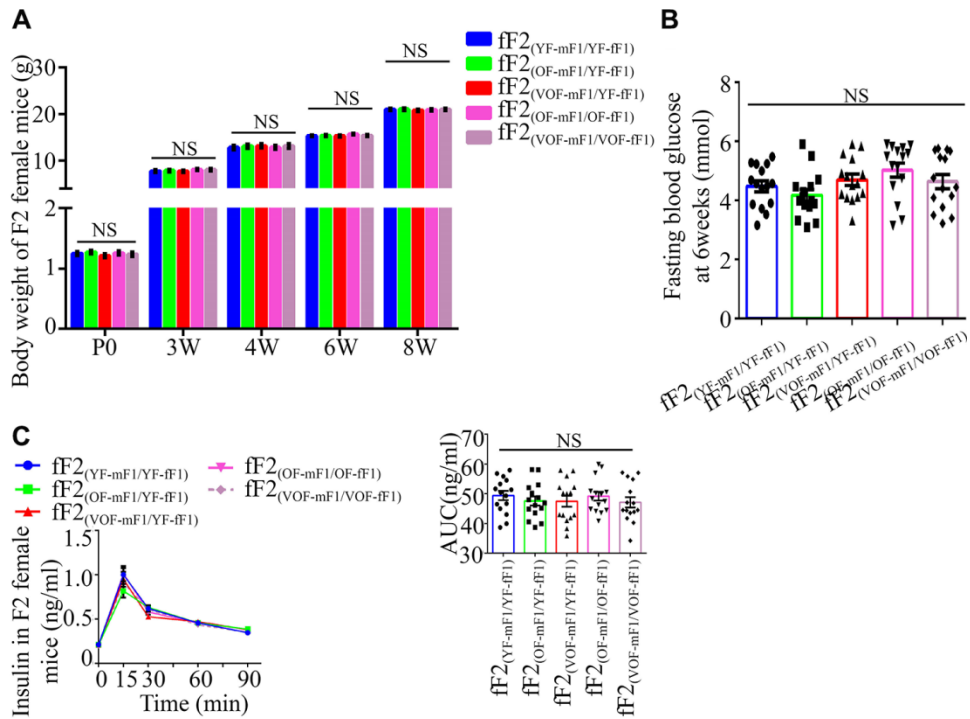 A
Body weight of F2 female mice (g)
30
20
10
2
1
0
NS
NS
NS
NS
NS
P0
3W
4W
6W
8W
fF2(YF-mF1/YF-fF1)
fF2(OF-mF1/YF-fF1)
fF2(VOF-mF1/YF-fF1)
fF2(OF-mF1/OF-fF1)
fF2(VOF-mF1/VOF-fF1)
B
Fasting blood glucose
at 6weeks (mmol)
8
6
4
2
0
NS
fF2(YF-mF1/YF-fF1)
fF2(OF-mF1/YF-fF1)
fF2(VOF-mF1/YF-fF1)
fF2(OF-mF1/OF-fF1)
fF2(VOF-mF1/VOF-fF1)
C
fF2(YF-mF1/YF-fF1)
fF2(OF-mF1/YF-fF1)
fF2(VOF-mF1/YF-fF1)
fF2(OF-mF1/OF-fF1)
fF2(VOF-mF1/VOF-fF1)
Insulin in F2 female
mice (ng/ml)
1.5
1.0
0.5
0
0 15 30 60 90
Time (min)
AUC(ng/ml)
70
60
50
40
30
NS
fF2(YF-mF1/YF-fF1)
fF2(OF-mF1/YF-fF1)
fF2(VOF-mF1/YF-fF1)
fF2(OF-mF1/OF-fF1)
fF2(VOF-mF1/VOF-fF1)